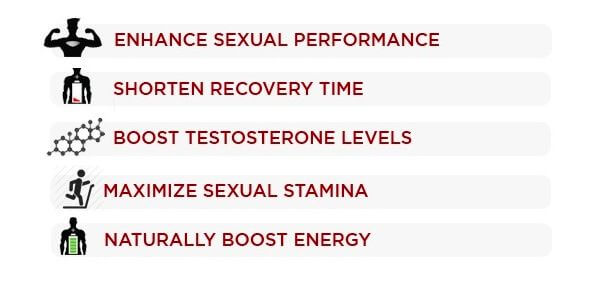 ENHANCE SEXUAL PERFORMANCE
SHORTEN RECOVERY TIME
BOOST TESTOSTERONE LEVELS
MAXIMIZE SEXUAL STAMINA
NATURALLY BOOST ENERGY